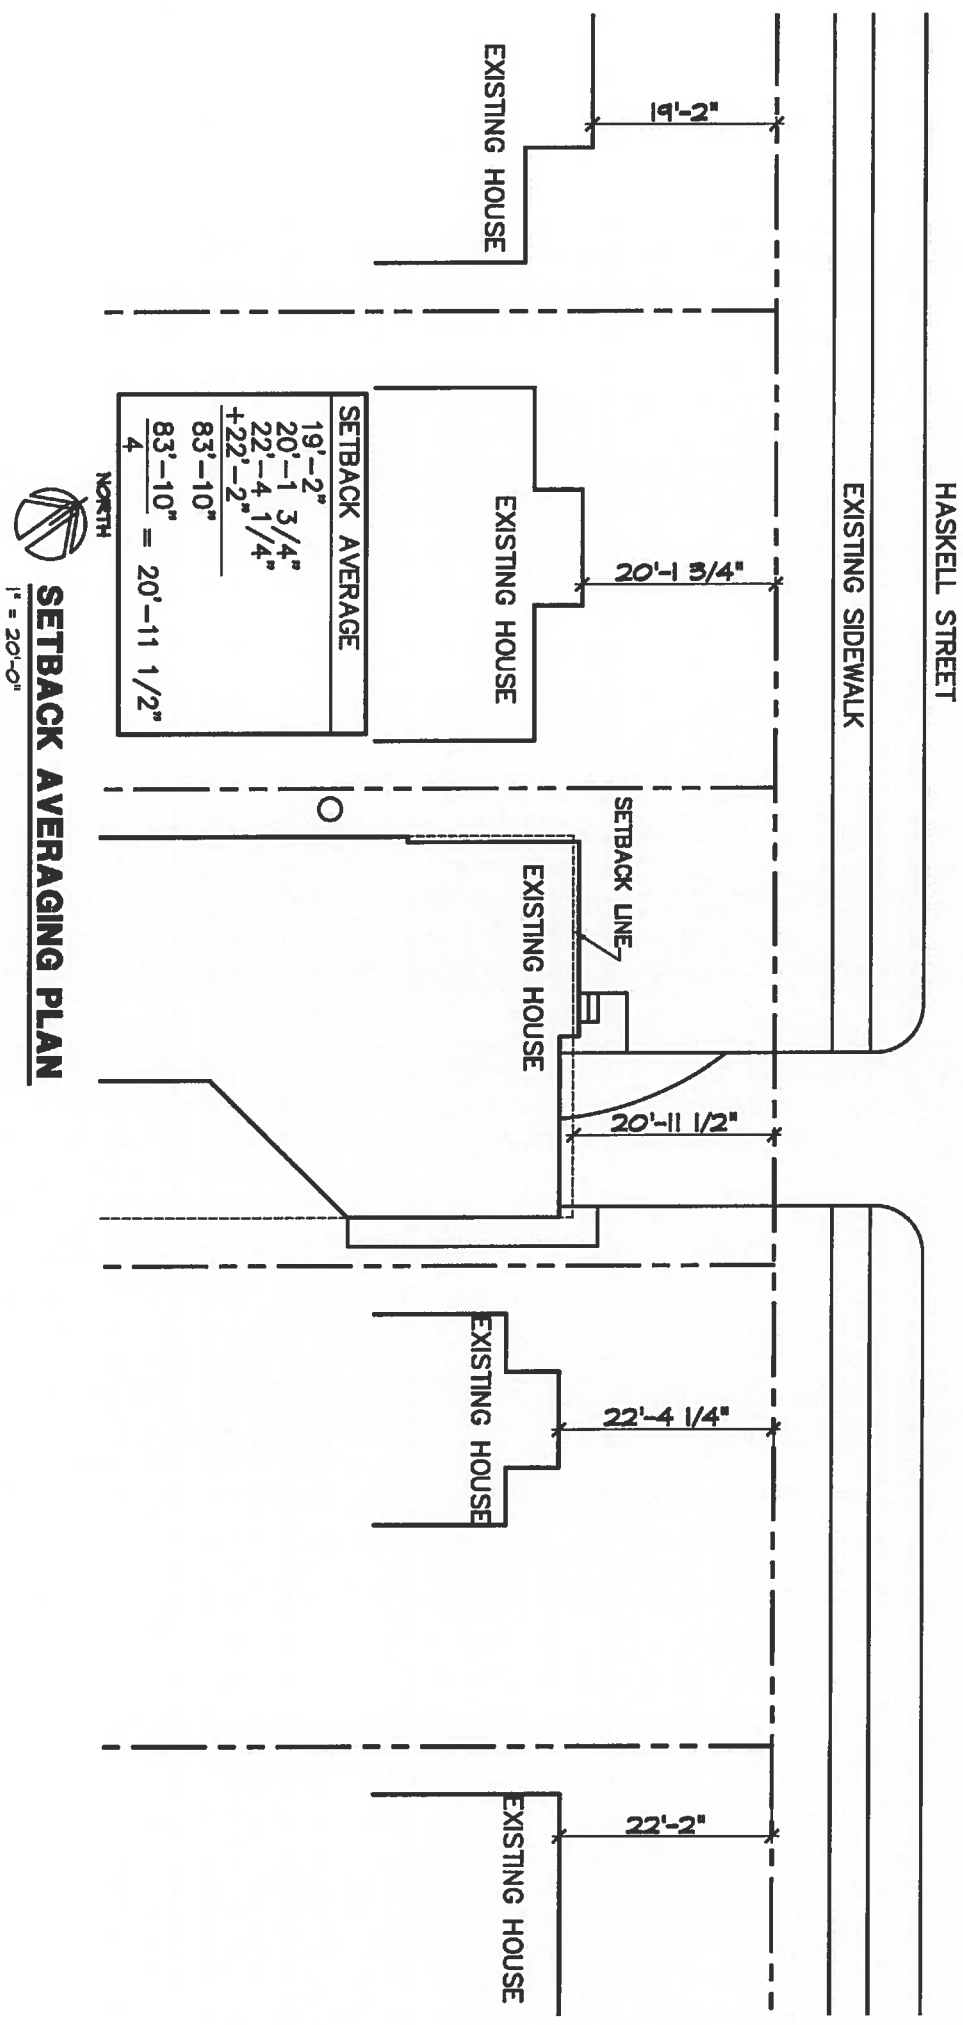 HASKELL STREET
EXISTING SIDEWALK
19'-2"
20'-1 3/4"
20'-11 1/2"
22'-4 1/4"
22'-2"
SETBACK LINE
EXISTING HOUSE
EXISTING HOUSE
EXISTING HOUSE
EXISTING HOUSE
EXISTING HOUSE
SETBACK AVERAGE
19'-2"
20'-1 3/4"
22'-4 1/4"
+22'-2"
83'-10"
83'-10" = 20'-11 1/2"
4
NORTH
SETBACK AVERAGING PLAN
1" = 20'-0"